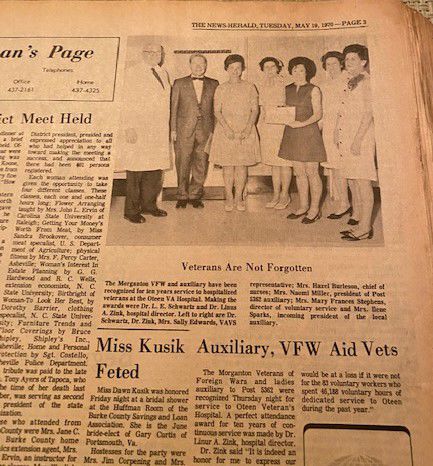 THE NEWS-HERALD, TUESDAY, MAY 19, 1970 — PAGE 3
an's Page
Telephones
Office
Home
437-2161
437-4325
ict Meet Held
District president, presided and
expressed appreciation to all
who had helped in any way
toward making the meeting a
success, and announced that
there had been 401 persons
registered.
Each woman attending was
given the opportunity to take
four different classes. These
classes, each one and one-half
hours long: Flower Arranging
taught by Mrs. John L. Ervin of
Carolina State University at
Raleigh; Getting Your Money's
Worth From Meat, by Miss
Sandra Brookover, consumer
meat specialist, U. S. Depart-
ment of Agriculture; physical
fitness by Mrs. F. Percy Carter,
Asheville; Women's Interest In
Estate Planning by G. G.
Hardwood and H. C. Wells,
extension economists, N. C.
State University; Birthright of
Woman-To Look Her Best, by
Dorothy Barrier, clothing
specialist, N. C. State Univer-
sity; Furniture Trends and
Coverings by Bruce
Shipley, Shipley's Inc.,
Asheville; Home and Personal
Protection by Sgt. Costello,
Asheville Police Department.
tribute was paid to the late
Tony Ayers of Tapoca, who
the time of her death last
ber, was serving as second
president of the state
ization.
se who attended from
County were Mrs. Jane C.
Burke County home
ics extension agent, Mrs.
Ervin, an instructor for
Veterans Are Not Forgotten
The Morganton VFW and auxiliary have been
recognized for ten years service to hospitalized
veterans at the Oteen VA Hospital. Making the
awards were Dr. L. E. Schwartz and Dr. Linus
A. Zink, hospital director. Left to right are Dr.
Schwartz, Dr. Zink, Mrs. Sally Edwards, VAVS
representative; Mrs. Hazel Burleson, chief of
nurses; Mrs. Naomi Miller, president of Post
5362 auxiliary; Mrs. Mary Frances Stephens,
director of voluntary service and Mrs. Ilene
Sparks, incoming president of the local
auxiliary.
Miss Kusik
Feted
Miss Dawn Kusik was honored
Friday night at a bridal shower
at the Huffman Room of the
Burke County Savings and Loan
Association. She is the June
bride-elect of Gary Curtis of
Portsmouth, Va.
Hostesses for the party were
Mrs. Jim Corpening and Mrs.
Auxiliary, VFW Aid Vets
The Morganton Veterans of
Foreign Wars and ladies
auxiliary to Post 5362 were
recognized Thursday night for
service to Oteen Veteran's
Hospital. A perfect attendance
award for ten years of con-
tinuous service was made by Dr.
Linur A. Zink, hospital director.
Dr. Zink said "It is indeed
an honor for me to express
would be at a loss if it were not
for the 83 voluntary workers who
spent 46,188 voluntary hours of
dedicated service to Oteen
during the past year."